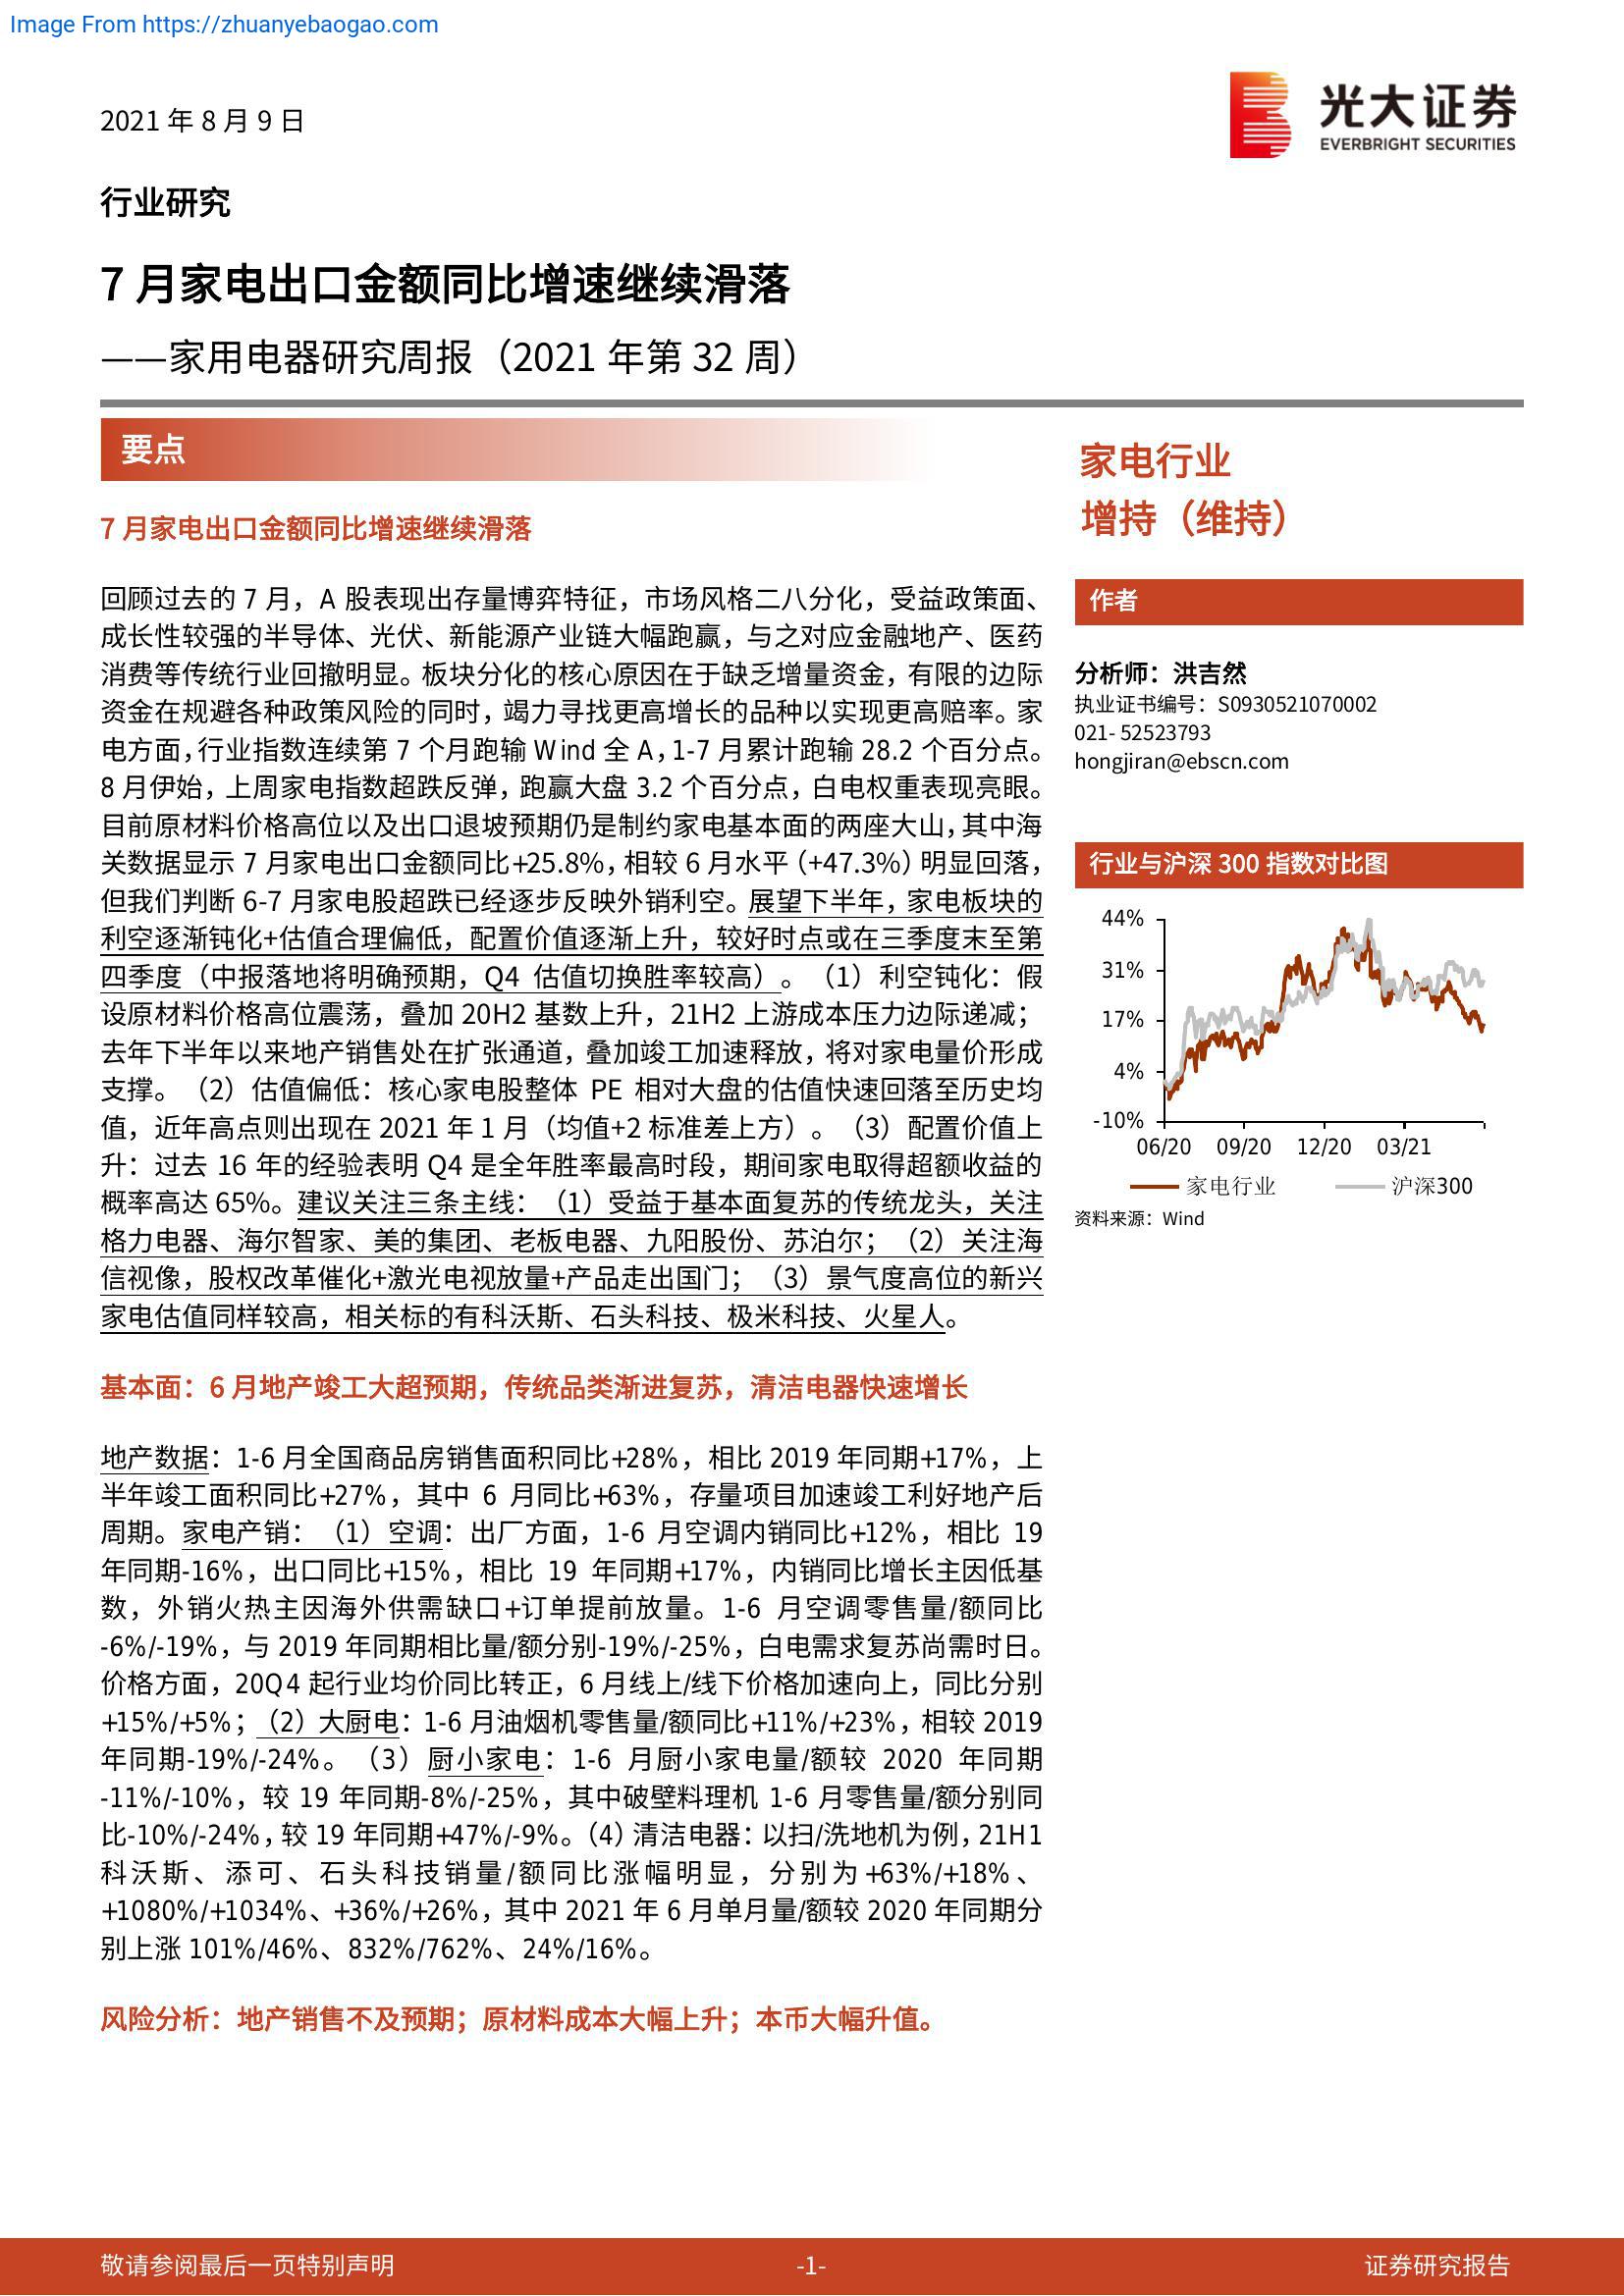 Image From https://zhuanyebaogao.com
2021 年 8 月 9 日
光大证券
EVERBRIGHT SECURITIES
行业研究
7 月家电出口金额同比增速继续滑落
——家用电器研究周报（2021 年第 32 周）
要点
7 月家电出口金额同比增速继续滑落
回顾过去的 7 月，A 股表现出存量博弈特征，市场风格二八分化，受益政策面、
成长性较强的半导体、光伏、新能源产业链大幅跑赢，与之对应金融地产、医药
消费等传统行业回撤明显。板块分化的核心原因在于缺乏增量资金，有限的边际
资金在规避各种政策风险的同时，竭力寻找更高增长的品种以实现更高赔率。家
电方面，行业指数连续第 7 个月跑输 Wind 全 A，1-7 月累计跑输 28.2 个百分点。
8 月伊始，上周家电指数超跌反弹，跑赢大盘 3.2 个百分点，白电权重表现亮眼。
目前原材料价格高位以及出口退坡预期仍是制约家电基本面的两座大山，其中海
关数据显示 7 月家电出口金额同比+25.8%，相较 6 月水平（+47.3%）明显回落，
但我们判断 6-7 月家电股超跌已经逐步反映外销利空。展望下半年，家电板块的
利空逐渐钝化+估值合理偏低，配置价值逐渐上升，较好时点或在三季度末至第
四季度（中报落地将明确预期，Q4 估值切换胜率较高）。（1）利空钝化：假
设原材料价格高位震荡，叠加 20H2 基数上升，21H2 上游成本压力边际递减；
去年下半年以来地产销售处在扩张通道，叠加竣工加速释放，将对家电量价形成
支撑。（2）估值偏低：核心家电股整体 PE 相对大盘的估值快速回落至历史均
值，近年高点则出现在 2021 年 1 月（均值+2 标准差上方）。（3）配置价值上
升：过去 16 年的经验表明 Q4 是全年胜率最高时段，期间家电取得超额收益的
概率高达 65%。建议关注三条主线：（1）受益于基本面复苏的传统龙头，关注
格力电器、海尔智家、美的集团、老板电器、九阳股份、苏泊尔；（2）关注海
信视像，股权改革催化+激光电视放量+产品走出国门；（3）景气度高位的新兴
家电估值同样较高，相关标的有科沃斯、石头科技、极米科技、火星人。
基本面：6 月地产竣工大超预期，传统品类渐进复苏，清洁电器快速增长
地产数据：1-6 月全国商品房销售面积同比+28%，相比 2019 年同期+17%，上
半年竣工面积同比+27%，其中 6 月同比+63%，存量项目加速竣工利好地产后
周期。家电产销：（1）空调：出厂方面，1-6 月空调内销同比+12%，相比 19
年同期-16%，出口同比+15%，相比 19 年同期+17%，内销同比增长主因低基
数，外销火热主因海外供需缺口+订单提前放量。1-6 月空调零售量/额同比
-6%/-19%，与 2019 年同期相比量/额分别-19%/-25%，白电需求复苏尚需时日。
价格方面，20Q4 起行业均价同比转正，6 月线上/线下价格加速向上，同比分别
+15%/+5%；（2）大厨电：1-6 月油烟机零售量/额同比+11%/+23%，相较 2019
年同期-19%/-24%。（3）厨小家电：1-6 月厨小家电量/额较 2020 年同期
-11%/-10%，较 19 年同期-8%/-25%，其中破壁料理机 1-6 月零售量/额分别同
比-10%/-24%，较 19 年同期+47%/-9%。（4）清洁电器：以扫/洗地机为例，21H1
科沃斯、添可、石头科技销量/额同比涨幅明显，分别为+63%/+18%、
+1080%/+1034%、+36%/+26%，其中 2021 年 6 月单月量/额较 2020 年同期分
别上涨 101%/46%、832%/762%、24%/16%。
风险分析：地产销售不及预期；原材料成本大幅上升；本币大幅升值。
家电行业
增持（维持）
作者
分析师：洪吉然
执业证书编号：S0930521070002
021- 52523793
hongjiran@ebscn.com
行业与沪深 300 指数对比图
44%
31%
17%
4%
-10%
06/20 09/20 12/20 03/21
家电行业 沪深300
资料来源：Wind
敬请参阅最后一页特别声明 -1- 证券研究报告